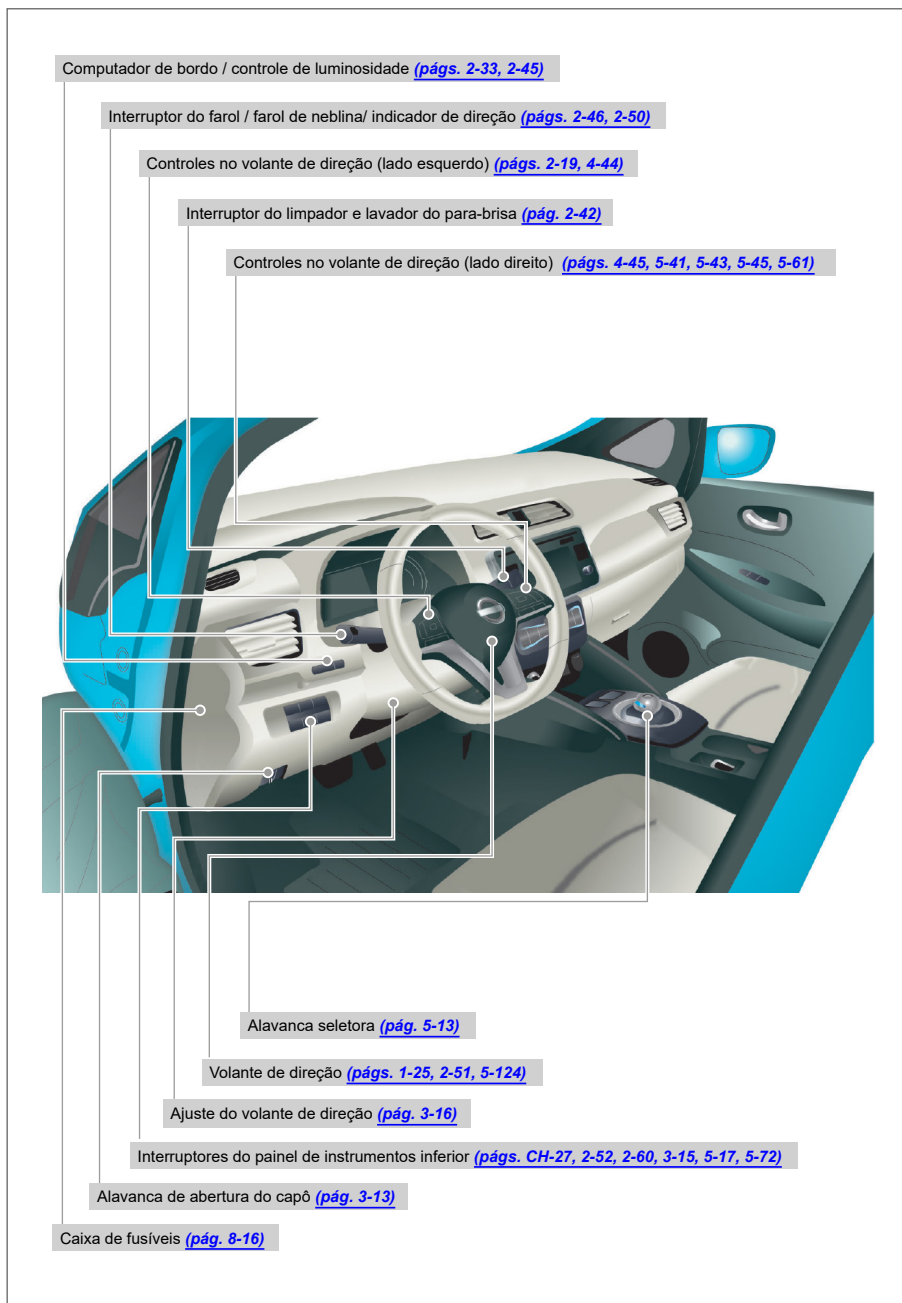 Computador de bordo / controle de luminosidade (págs. 2-33, 2-45)
Interruptor do farol / farol de neblina/ indicador de direção (págs. 2-46, 2-50)
Controles no volante de direção (lado esquerdo) (págs. 2-19, 4-44)
Interruptor do limpador e lavador do para-brisa (pág. 2-42)
Controles no volante de direção (lado direito) (págs. 4-45, 5-41, 5-43, 5-45, 5-61)
Alavanca seletora (pág. 5-13)
Volante de direção (págs. 1-25, 2-51, 5-124)
Ajuste do volante de direção (pág. 3-16)
Interruptores do painel de instrumentos inferior (págs. CH-27, 2-52, 2-60, 3-15, 5-17, 5-72)
Alavanca de abertura do capô (pág. 3-13)
Caixa de fusíveis (pág. 8-16)